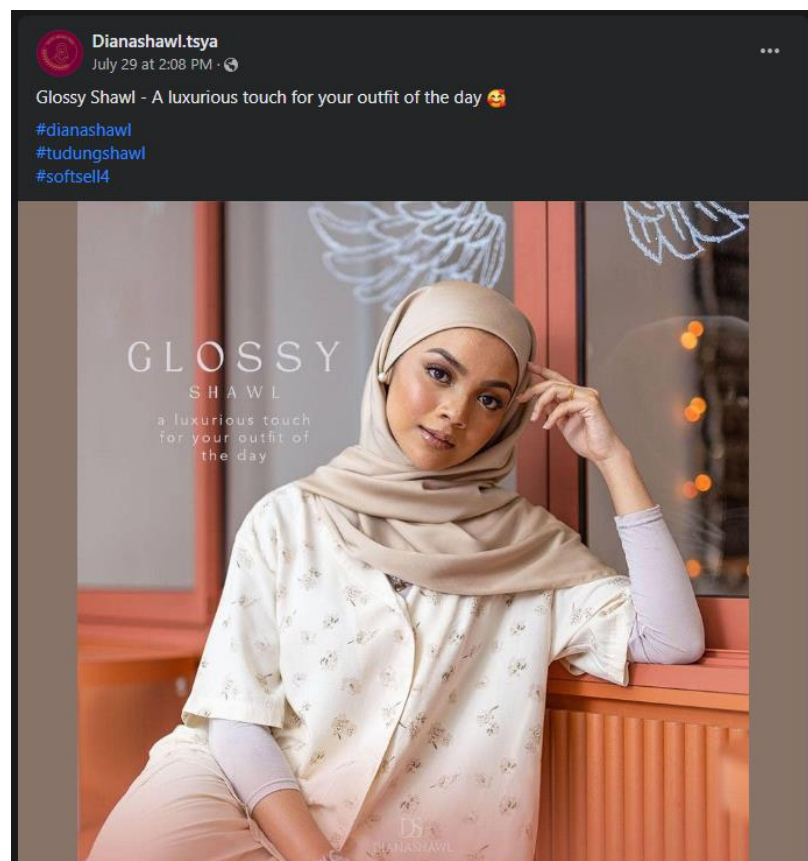 Dianashawl.tsya
July 29 at 2:08 PM ·
Glossy Shawl - A luxurious touch for your outfit of the day 🥰
#dianashawl
#tudungshawl
#softsell4
GLOSSY
SHAWL
a luxurious touch
for your outfit of
the day
DS
DIANASHAWL